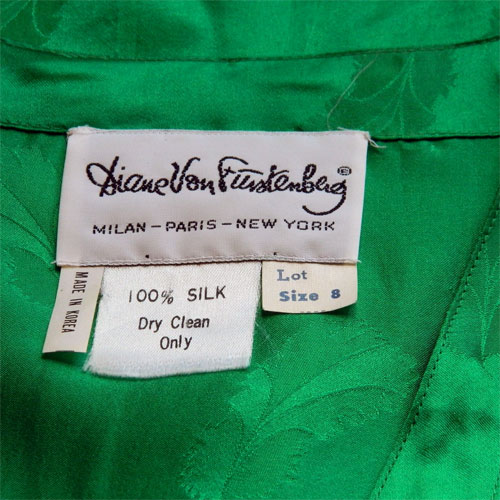 Diane Von Furstenberg®
MILAN – PARIS – NEW YORK
MADE IN KOREA
100% SILK
Dry Clean
Only
Lot
Size 8